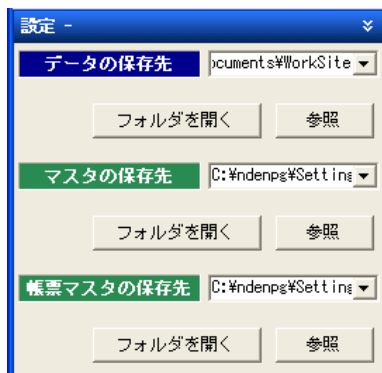 設定 -
データの保存先 ocuments¥WorkSite
フォルダを開く 参照
マスタの保存先 C:¥ndenpg¥Setting
フォルダを開く 参照
帳票マスタの保存先 C:¥ndenpg¥Setting
フォルダを開く 参照